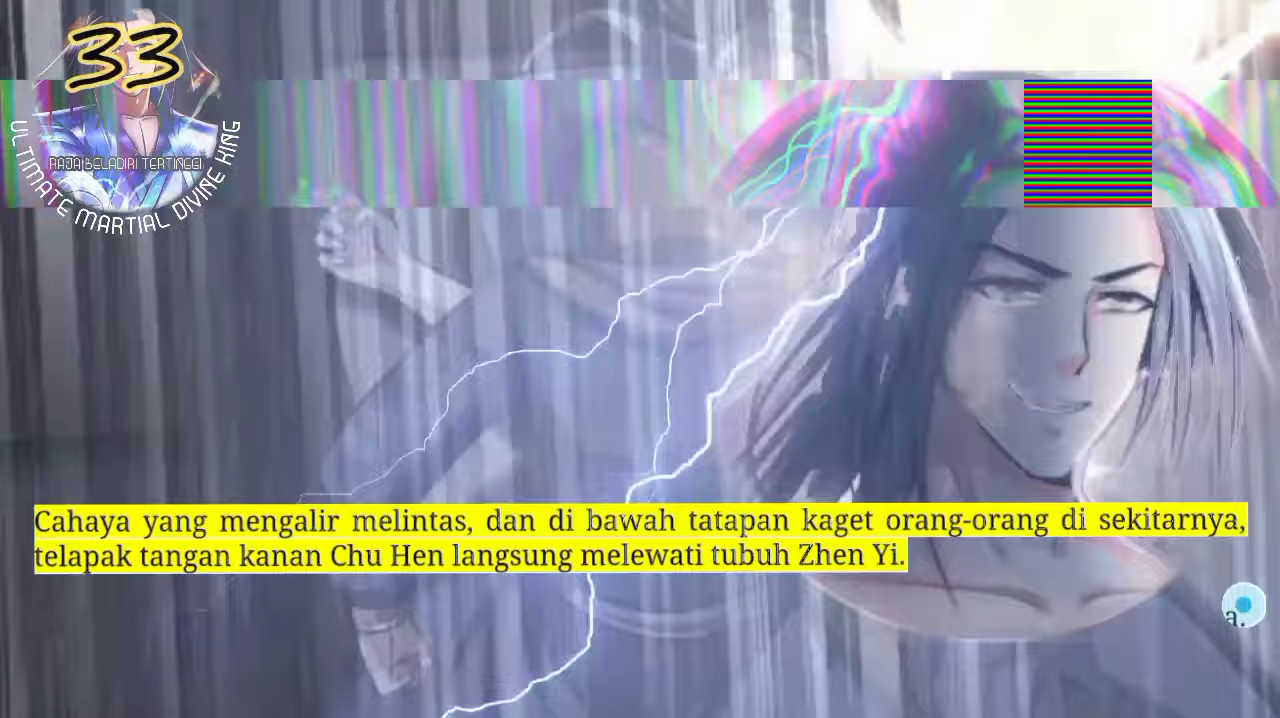 33
RAJA BELADIRI TERTINGGI
ULTIMATE MARTIAL DIVINE KING
Cahaya yang mengalir melintas, dan di bawah tatapan kaget orang-orang di sekitarnya,
telapak tangan kanan Chu Hen langsung melewati tubuh Zhen Yi.
a.